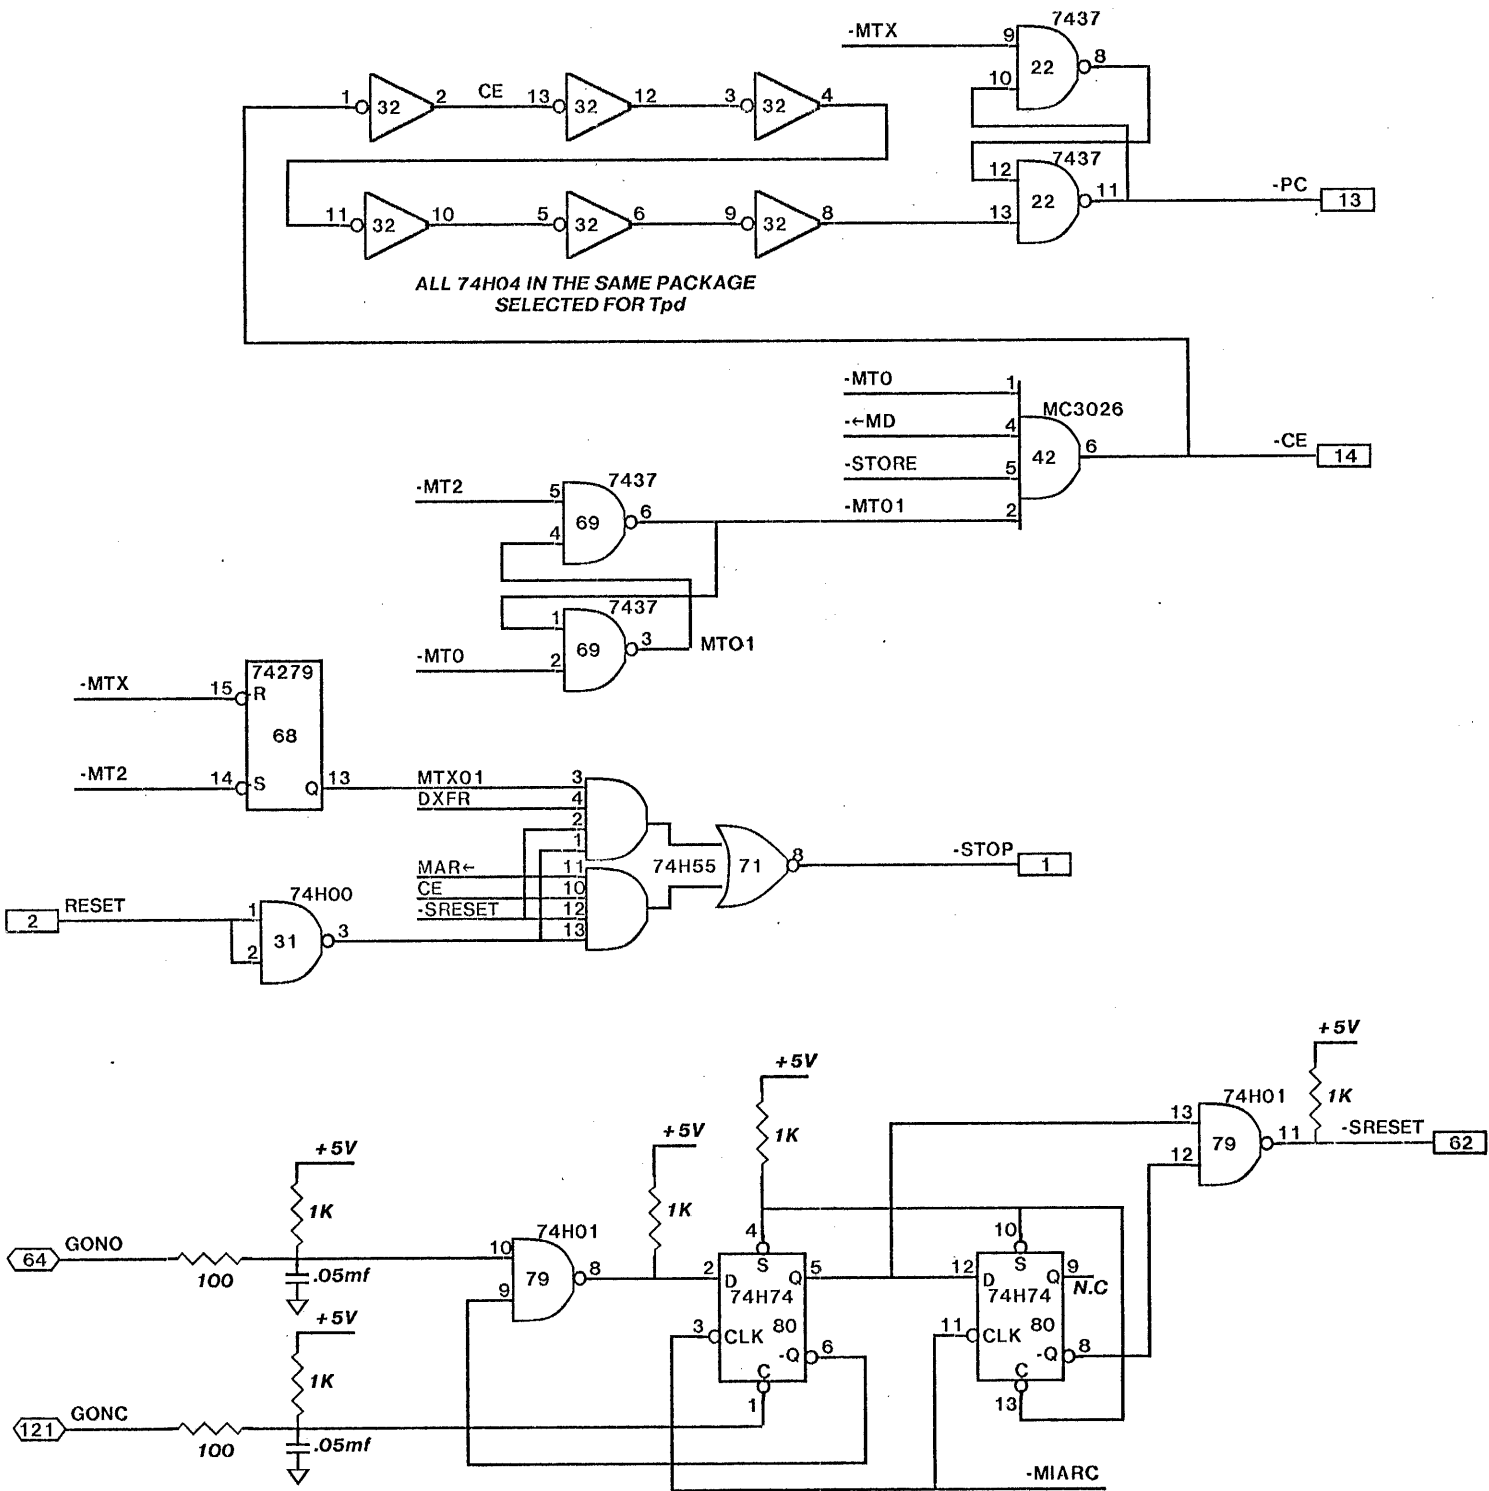 7437
-MTX 9 8
22
10
1 32 2 CE 13 32 12 3 32 4
7437
12
22 11 -PC 13
11 32 10 5 32 6 9 32 8 13
ALL 74H04 IN THE SAME PACKAGE
SELECTED FOR Tpd
-MT0 1
MC3026
-←MD 4
42 6 -CE 14
-STORE 5
-MT01 2
7437
-MT2 5
69 6
4
7437
1
69 3 MT01
-MT0 2
74279
-MTX 15 R
68
-MT2 14 S Q 13
MTX01 3
DXFR 4
2
1
74H55 71 8 -STOP 1
MAR← 11
CE 10
-SRESET 12
13
74H00
2 RESET 1
31 3
2
+5V
1K
74H01
13
79 11 -SRESET 62
12
+5V
1K
+5V
1K
+5V
1K
74H01
64 GONO 10
100 .05mf
79 8
9
4
S
2 D Q 5
74H74
80
3 CLK
-Q 6
C
1
10
S
12 D Q 9
N.C
74H74
80
11 CLK
-Q 8
C
13
+5V
1K
121 GONC
100 .05mf
-MIARC